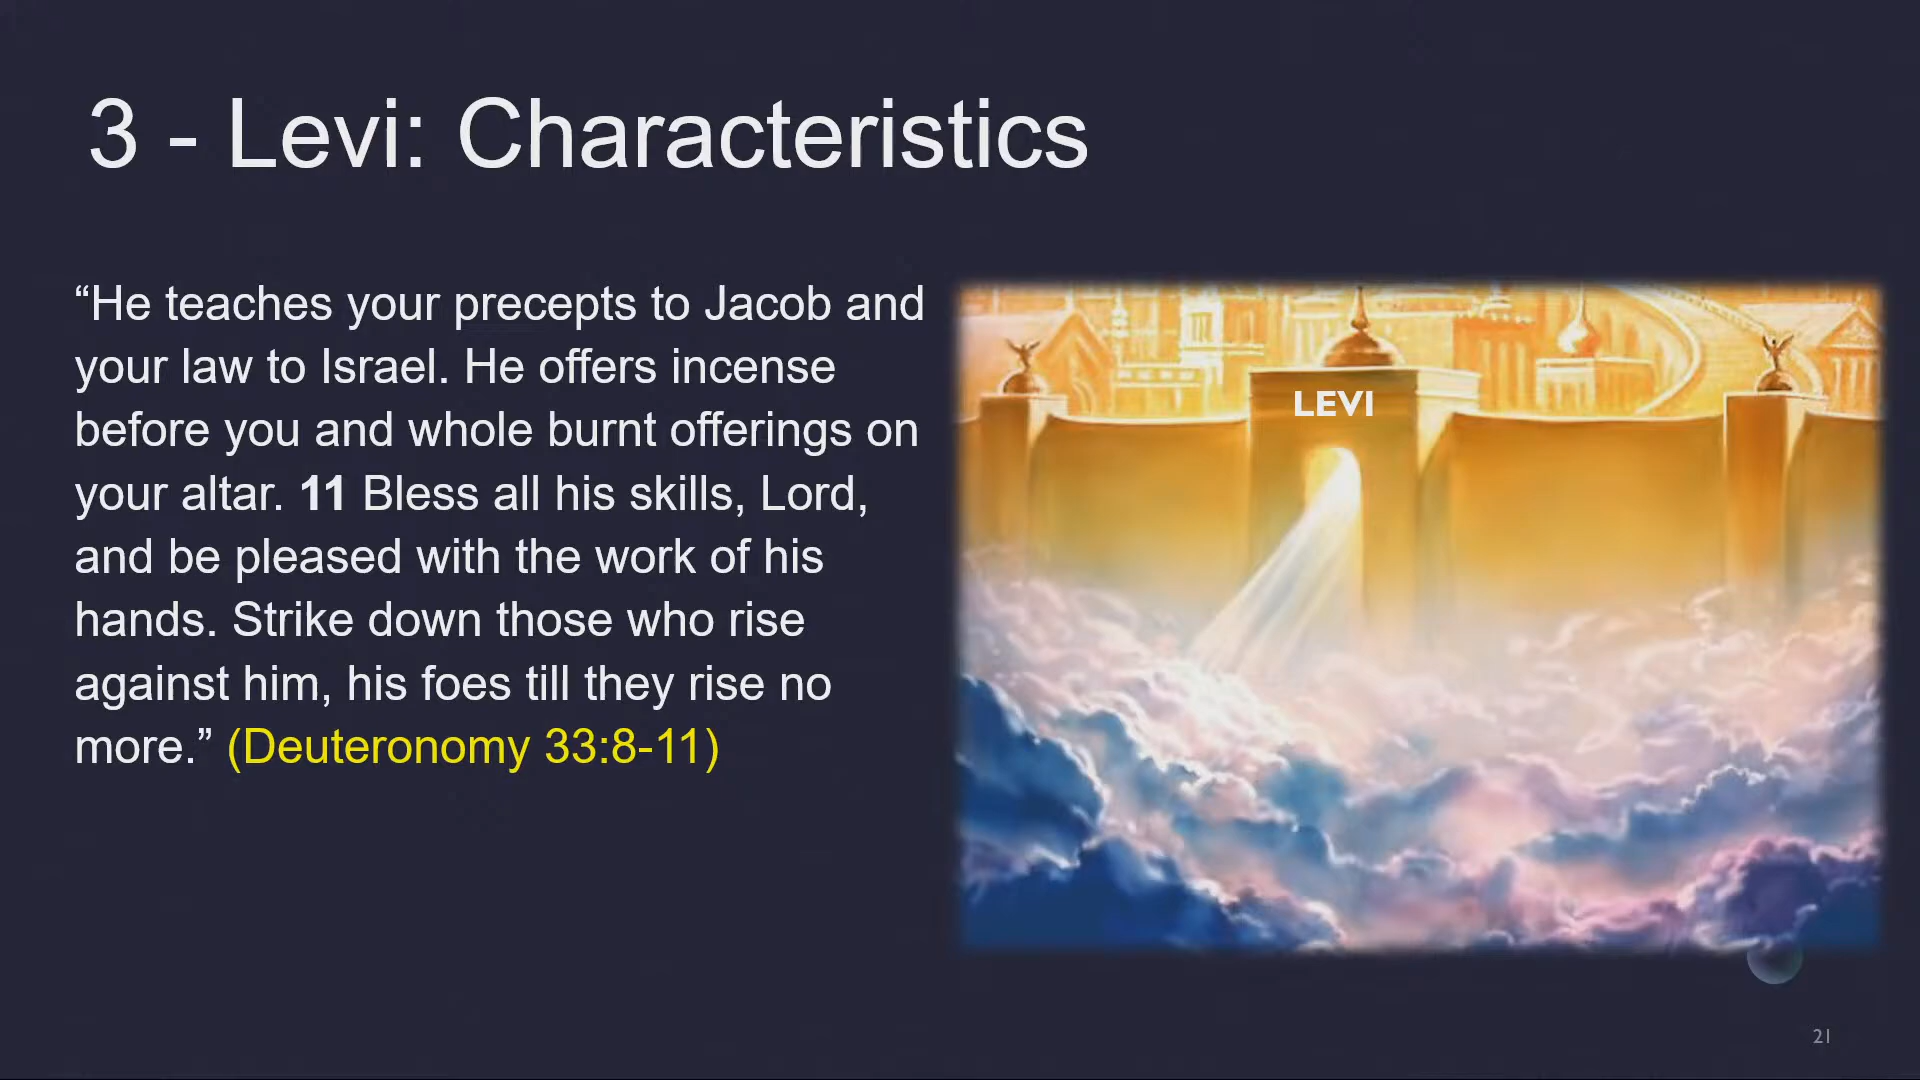 3 - Levi: Characteristics
“He teaches your precepts to Jacob and
your law to Israel. He offers incense
before you and whole burnt offerings on
your altar. 11 Bless all his skills, Lord,
and be pleased with the work of his
hands. Strike down those who rise
against him, his foes till they rise no
more.” (Deuteronomy 33:8-11)
LEVI
21